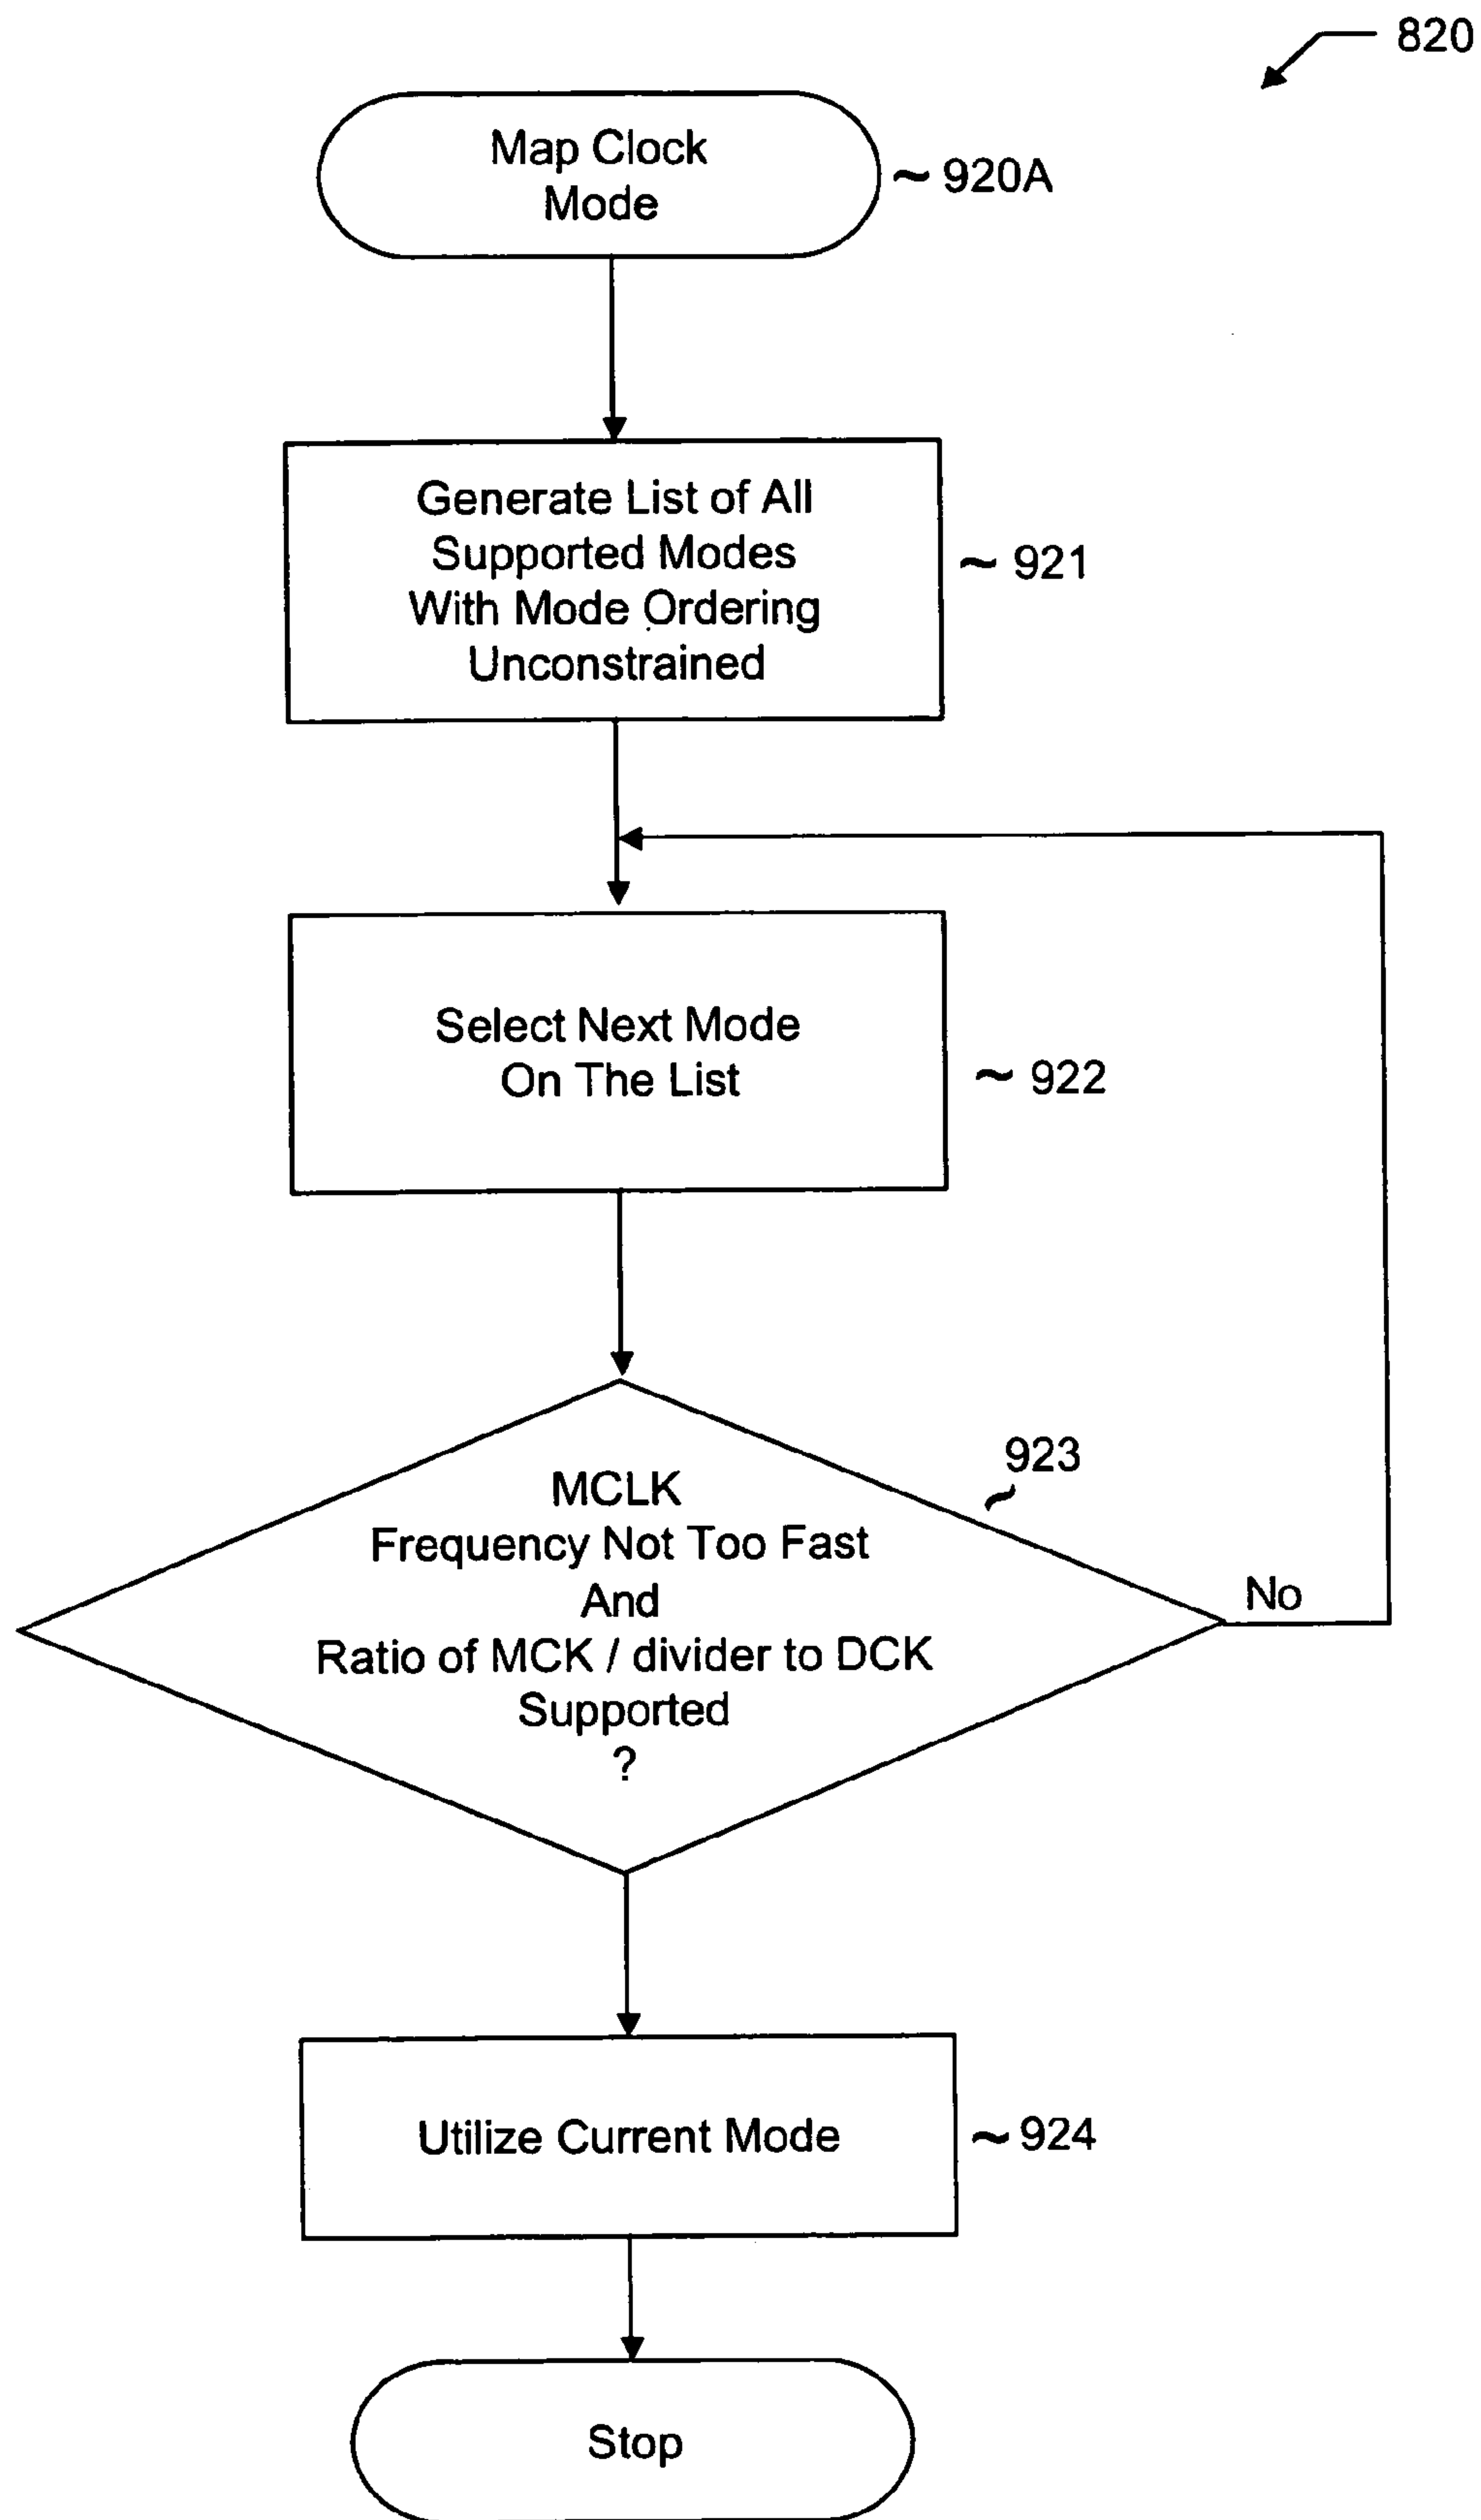 820
Map Clock
Mode
~ 920A
Generate List of All
Supported Modes
With Mode Ordering
Unconstrained
~ 921
Select Next Mode
On The List
~ 922
923
~
MCLK
Frequency Not Too Fast
And
Ratio of MCK / divider to DCK
Supported
?
No
Utilize Current Mode
~ 924
Stop